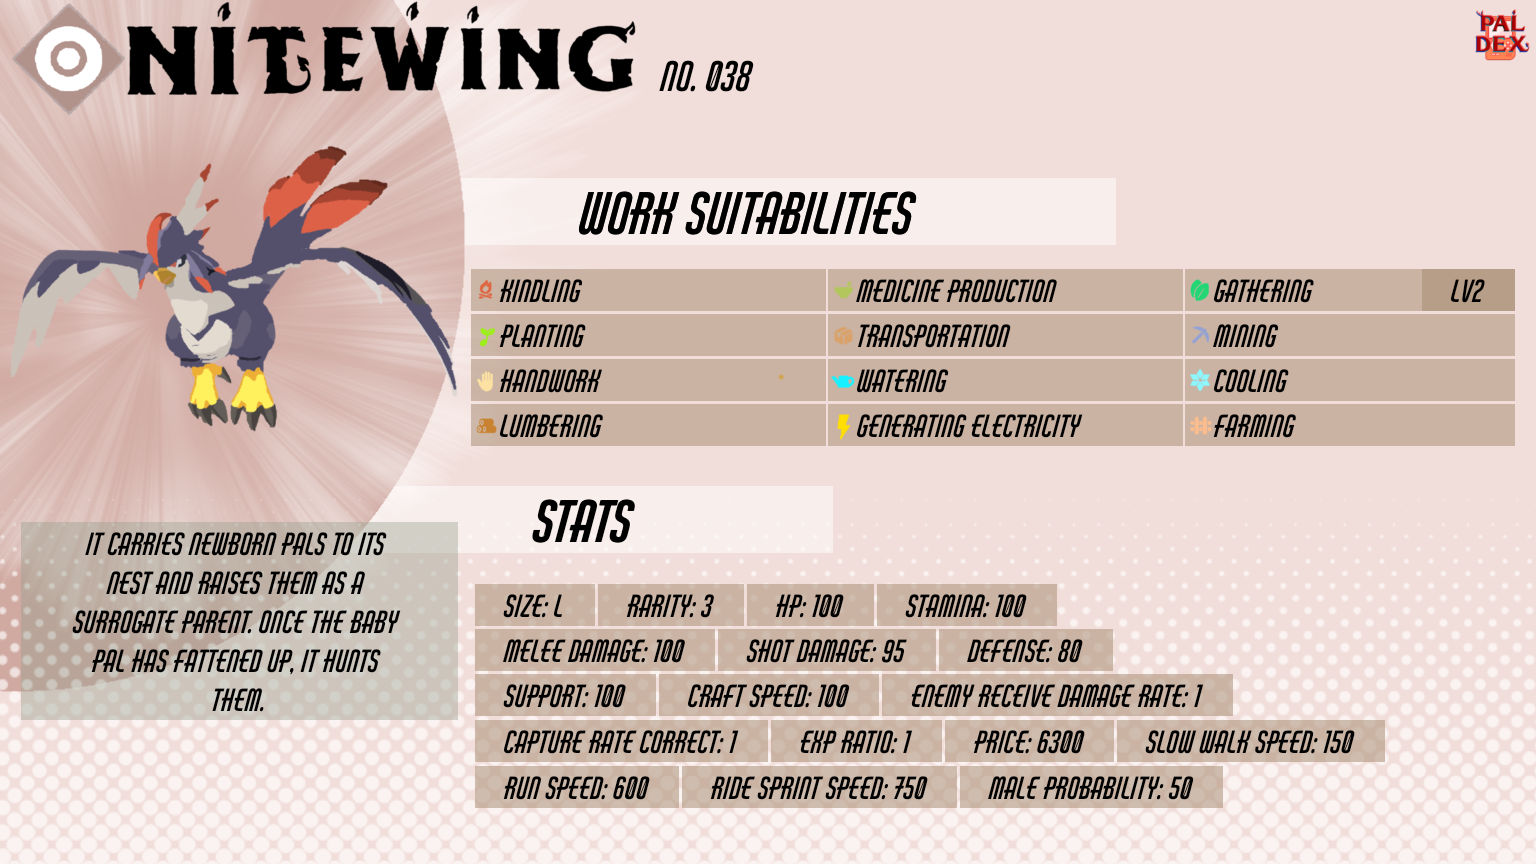 NITEWING NO. 038
PAL
DEX
WORK SUITABILITIES
KINDLING MEDICINE PRODUCTION GATHERING LV2
PLANTING TRANSPORTATION MINING
HANDWORK WATERING COOLING
LUMBERING GENERATING ELECTRICITY FARMING
IT CARRIES NEWBORN PALS TO ITS
NEST AND RAISES THEM AS A
SURROGATE PARENT. ONCE THE BABY
PAL HAS FATTENED UP, IT HUNTS
THEM.
STATS
SIZE: L RARITY: 3 HP: 100 STAMINA: 100
MELEE DAMAGE: 100 SHOT DAMAGE: 95 DEFENSE: 80
SUPPORT: 100 CRAFT SPEED: 100 ENEMY RECEIVE DAMAGE RATE: 1
CAPTURE RATE CORRECT: 1 EXP RATIO: 1 PRICE: 6300 SLOW WALK SPEED: 150
RUN SPEED: 600 RIDE SPRINT SPEED: 750 MALE PROBABILITY: 50